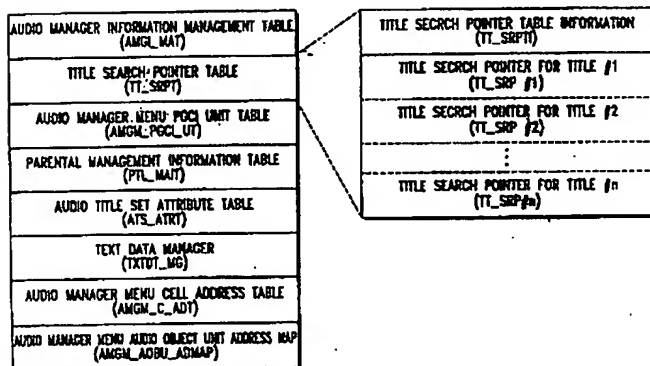 AUDIO MANAGER INFORMATION MANAGEMENT TABLE
(AMGI_MAT)
TITLE SEARCH POINTER TABLE
(TT_SRPT)
AUDIO MANAGER MENU PGCI UNIT TABLE
(AMGM_PGCI_UT)
PARENTAL MANAGEMENT INFORMATION TABLE
(PTL_MAIT)
AUDIO TITLE SET ATTRIBUTE TABLE
(ATS_ATRT)
TEXT DATA MANAGER
(TXTDT_MG)
AUDIO MANAGER MENU CELL ADDRESS TABLE
(AMGM_C_ADT)
AUDIO MANAGER MENU AUDIO OBJECT UNIT ADDRESS MAP
(AMGM_AOBU_ADMAP)
TITLE SECRCH POINTER TABLE INFORMATION
(TT_SRPTI)
TITLE SECRCH POINTER FOR TITLE #1
(TT_SRP #1)
TITLE SECRCH POINTER FOR TITLE #2
(TT_SRP #2)
⋮
TITLE SEARCH POINTER FOR TITLE #n
(TT_SRP#n)